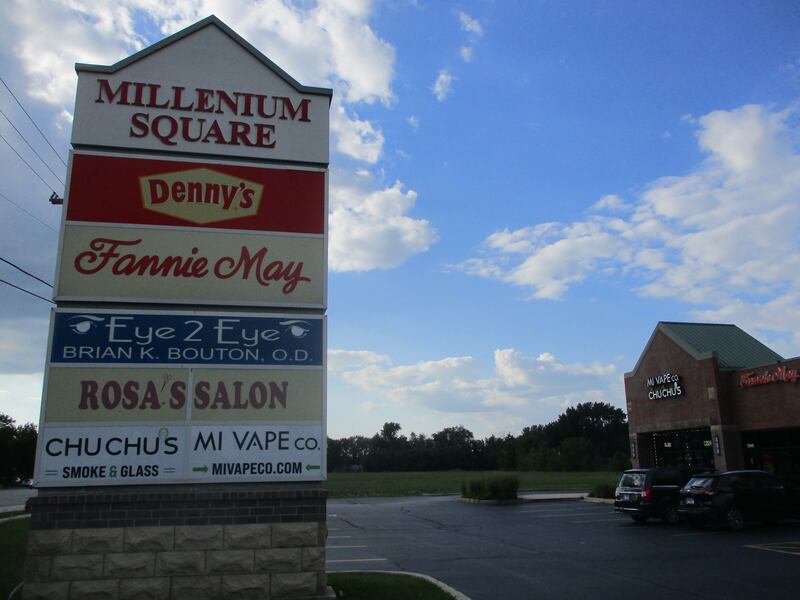 MILLENIUM
SQUARE
Denny's
Fannie May
Eye 2 Eye
BRIAN K. BOUTON, O.D.
ROSA'S SALON
CHUCHU'S
SMOKE & GLASS
MI VAPE CO.
MIVAPECO.COM
MI VAPE CO.
CHUCHU'S
Fannie May